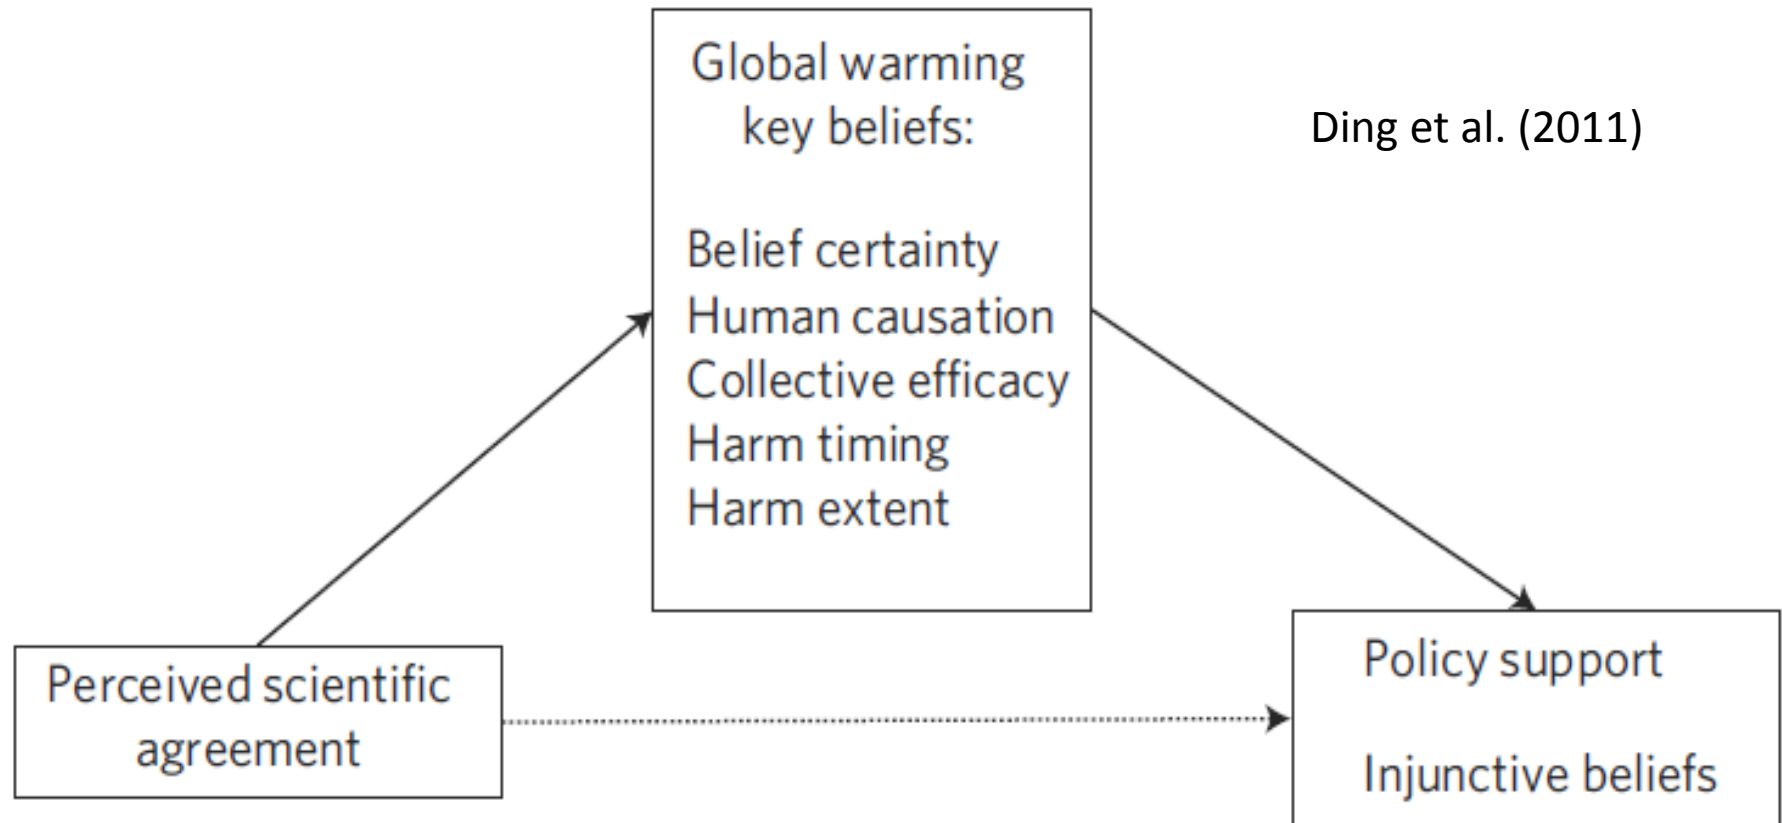 Global warming
key beliefs:
Belief certainty
Human causation
Collective efficacy
Harm timing
Harm extent
Ding et al. (2011)
Perceived scientific
agreement
Policy support
Injunctive beliefs